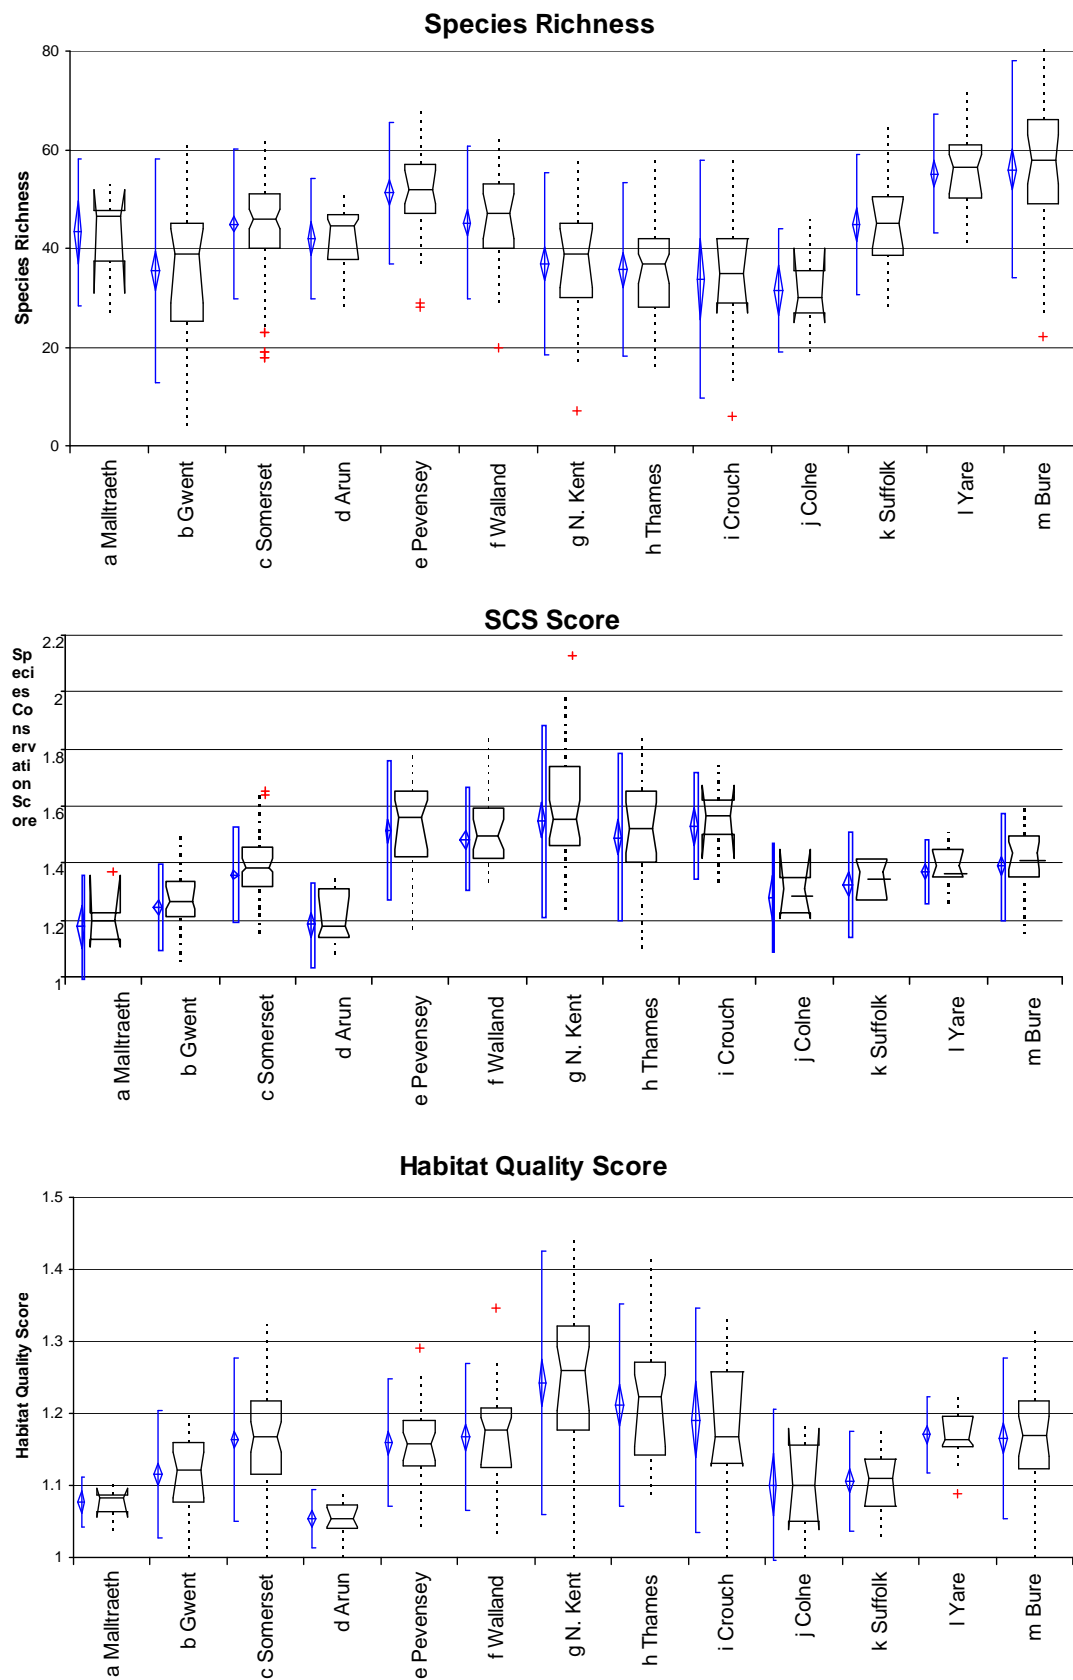 Species Richness
80
60
40
20
0
Species Richness
a Malltraeth
b Gwent
c Somerset
d Arun
e Pevensey
f Walland
g N. Kent
h Thames
i Crouch
j Colne
k Suffolk
l Yare
m Bure
SCS Score
Sp
eci
es
Co
ns
erv
ati
on
Sc
ore
2.2
2
1.8
1.6
1.4
1.2
1
a Malltraeth
b Gwent
c Somerset
d Arun
e Pevensey
f Walland
g N. Kent
h Thames
i Crouch
j Colne
k Suffolk
l Yare
m Bure
Habitat Quality Score
1.5
1.4
1.3
1.2
1.1
1
Habitat Quality Score
a Malltraeth
b Gwent
c Somerset
d Arun
e Pevensey
f Walland
g N. Kent
h Thames
i Crouch
j Colne
k Suffolk
l Yare
m Bure